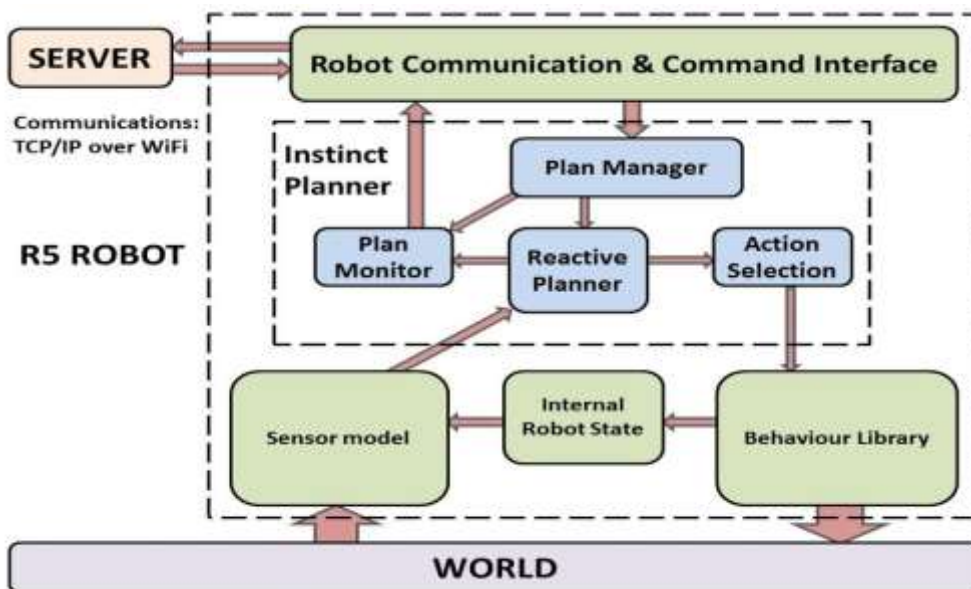 SERVER
Robot Communication & Command Interface
Communications:
TCP/IP over WiFi
Instinct
Planner
Plan Manager
R5 ROBOT
Plan
Monitor
Reactive
Planner
Action
Selection
Sensor model
Internal
Robot State
Behaviour Library
WORLD